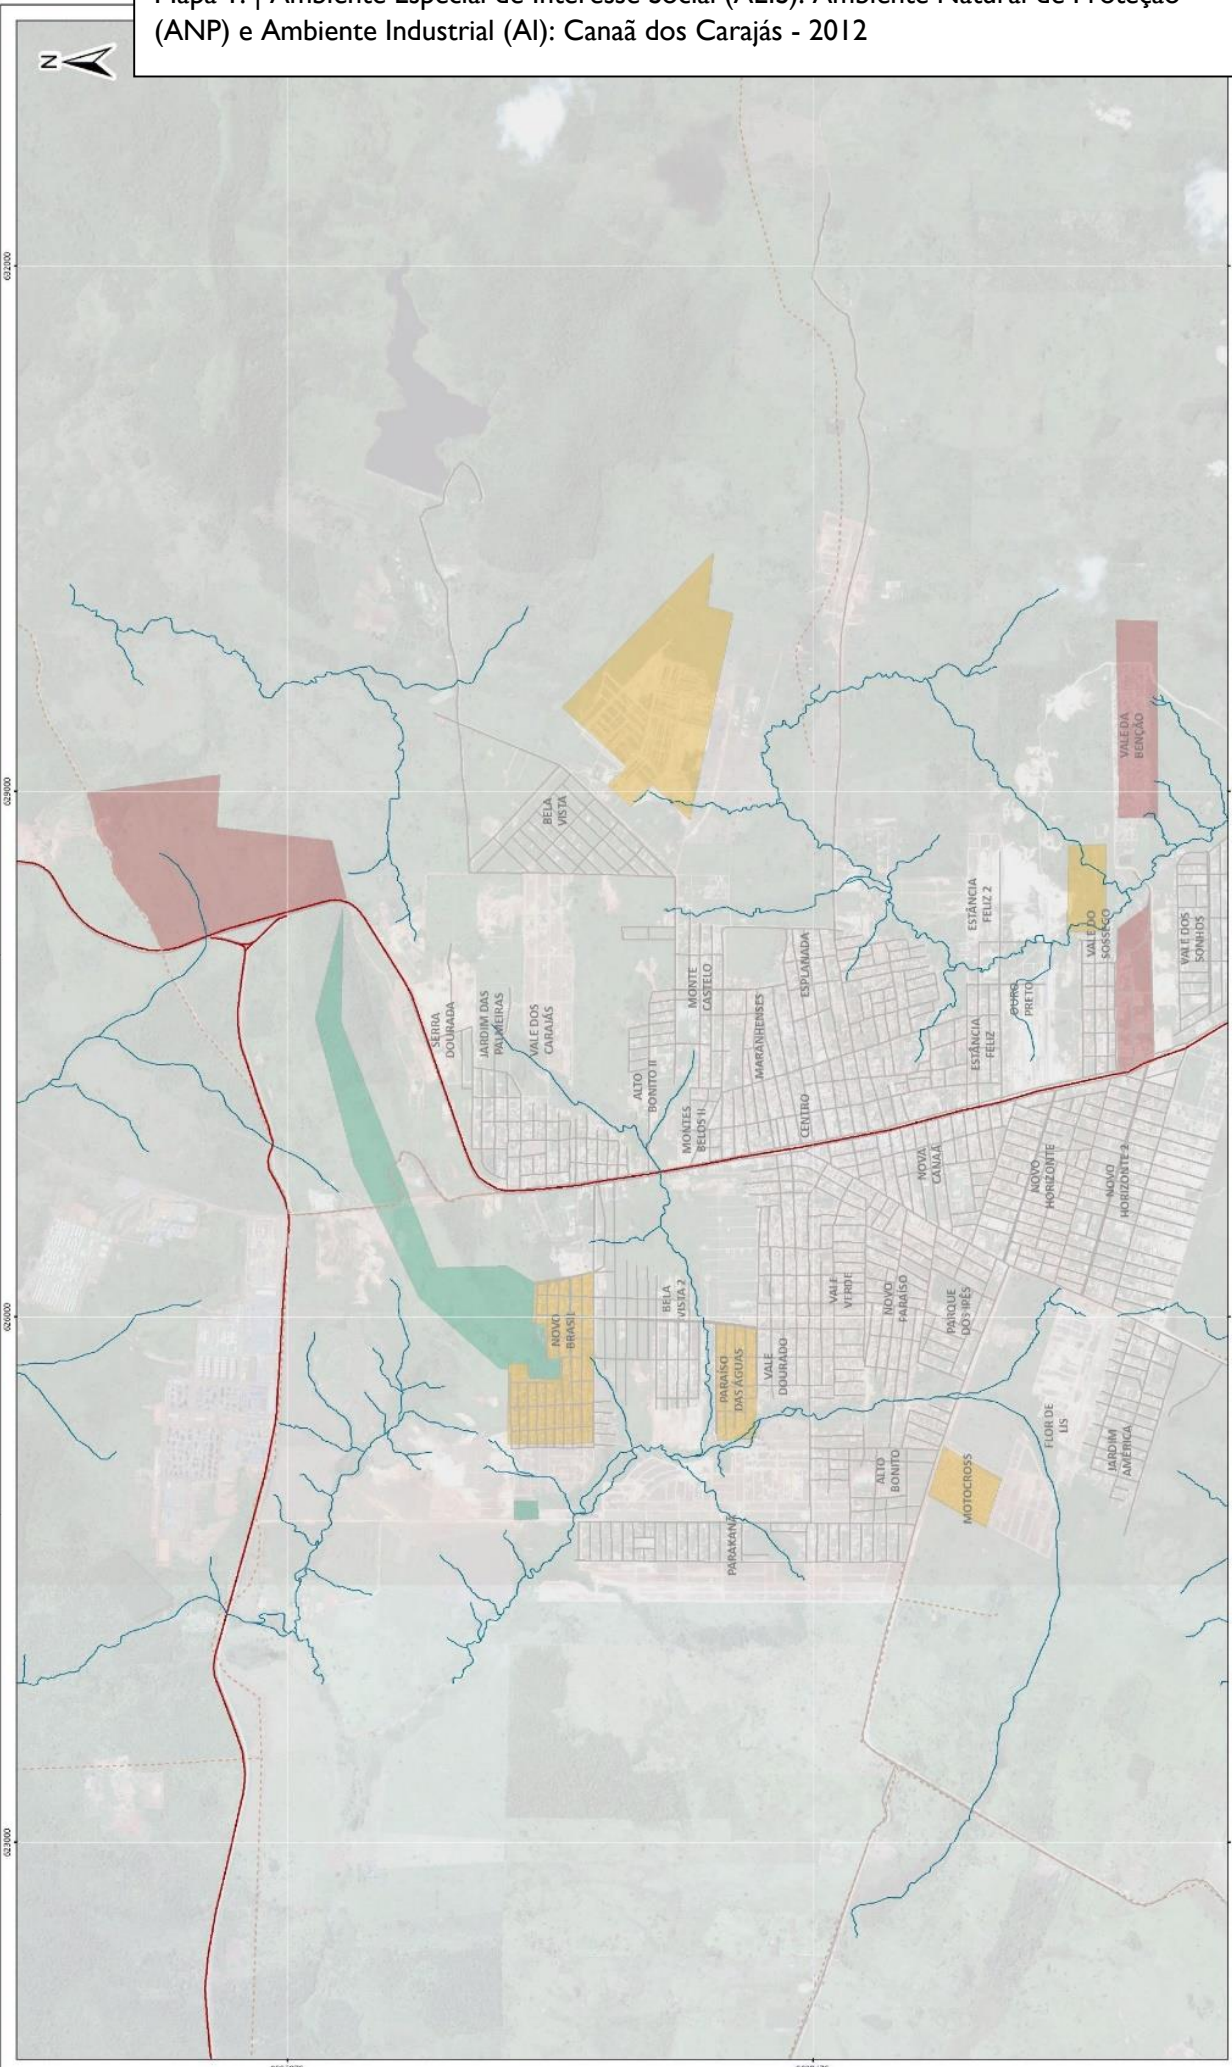 Mapa 1. | Ambiente Especial de Interesse Social (AEIS). Ambiente Natural de Proteção
(ANP) e Ambiente Industrial (AI): Canaã dos Carajás - 2012
N
632000
629000
626000
623000
BELA
VISTA
VALE DA
BENÇÃO
ESTÂNCIA
FELIZ 2
VALE DO
SOSSEGO
VALE DOS
SONHOS
SERRA
DOURADA
JARDIM DAS
PALMEIRAS
VALE DOS
CARAJÁS
MONTE
CASTELO
ESPLANADA
OURO
PRETO
ALTO
BONITO II
MARANHENSES
ESTÂNCIA
FELIZ
MONTES
BELOS II
CENTRO
NOVA
CANAÃ
NOVO
HORIZONTE
NOVO
HORIZONTE 2
NOVO
BRASIL
BELA
VISTA 2
VALE
VERDE
NOVO
PARAÍSO
PARQUE
DOS IPÊS
PARAÍSO
DAS ÁGUAS
VALE
DOURADO
FLOR DE
LIS
JARDIM
AMÉRICA
ALTO
BONITO
MOTOCROSS
PARAKANÃ